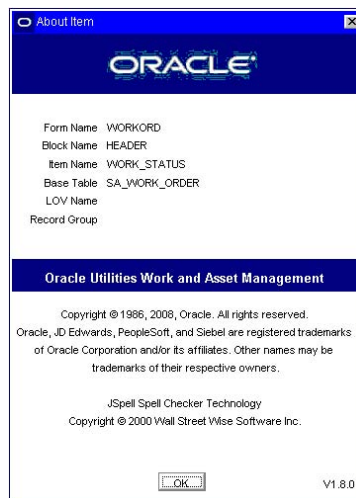 About Item
ORACLE®
Form Name WORKORD
Block Name HEADER
Item Name WORK_STATUS
Base Table SA_WORK_ORDER
LOV Name
Record Group
Oracle Utilities Work and Asset Management
Copyright © 1986, 2008, Oracle. All rights reserved.
Oracle, JD Edwards, PeopleSoft, and Siebel are registered trademarks
of Oracle Corporation and/or its affiliates. Other names may be
trademarks of their respective owners.
JSpell Spell Checker Technology
Copyright © 2000 Wall Street Wise Software Inc.
OK
V1.8.0